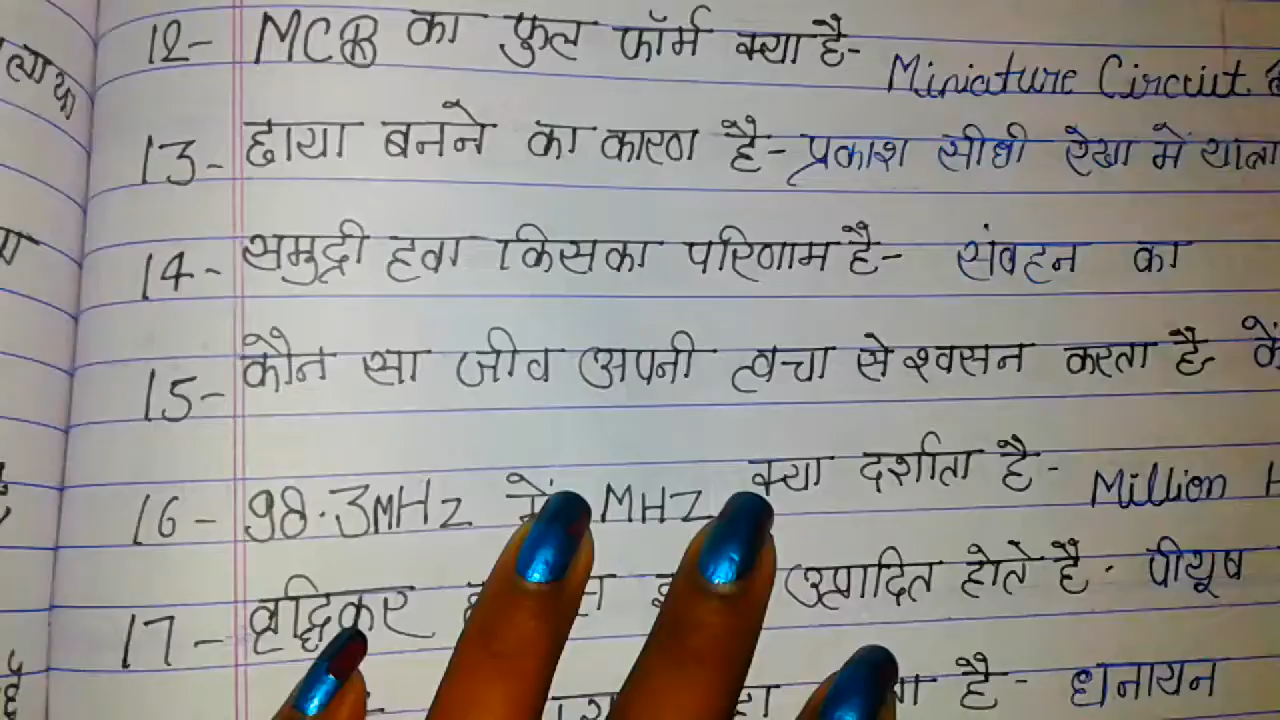 12- MCB का फुल फॉर्म क्या है- Miniature Circuit
13- छाया बनने का कारण है- प्रकाश सीधी रेखा में यात्रा
14- समुद्री हवा किसका परिणाम है- संवहन का
15- कौन सा जीव अपनी त्वचा से श्वसन करता है
16- 98.3MHz में MHz क्या दर्शाता है- Million H
17- वृद्धिकर उत्पादित होते है- पीयूष
है- धनायन